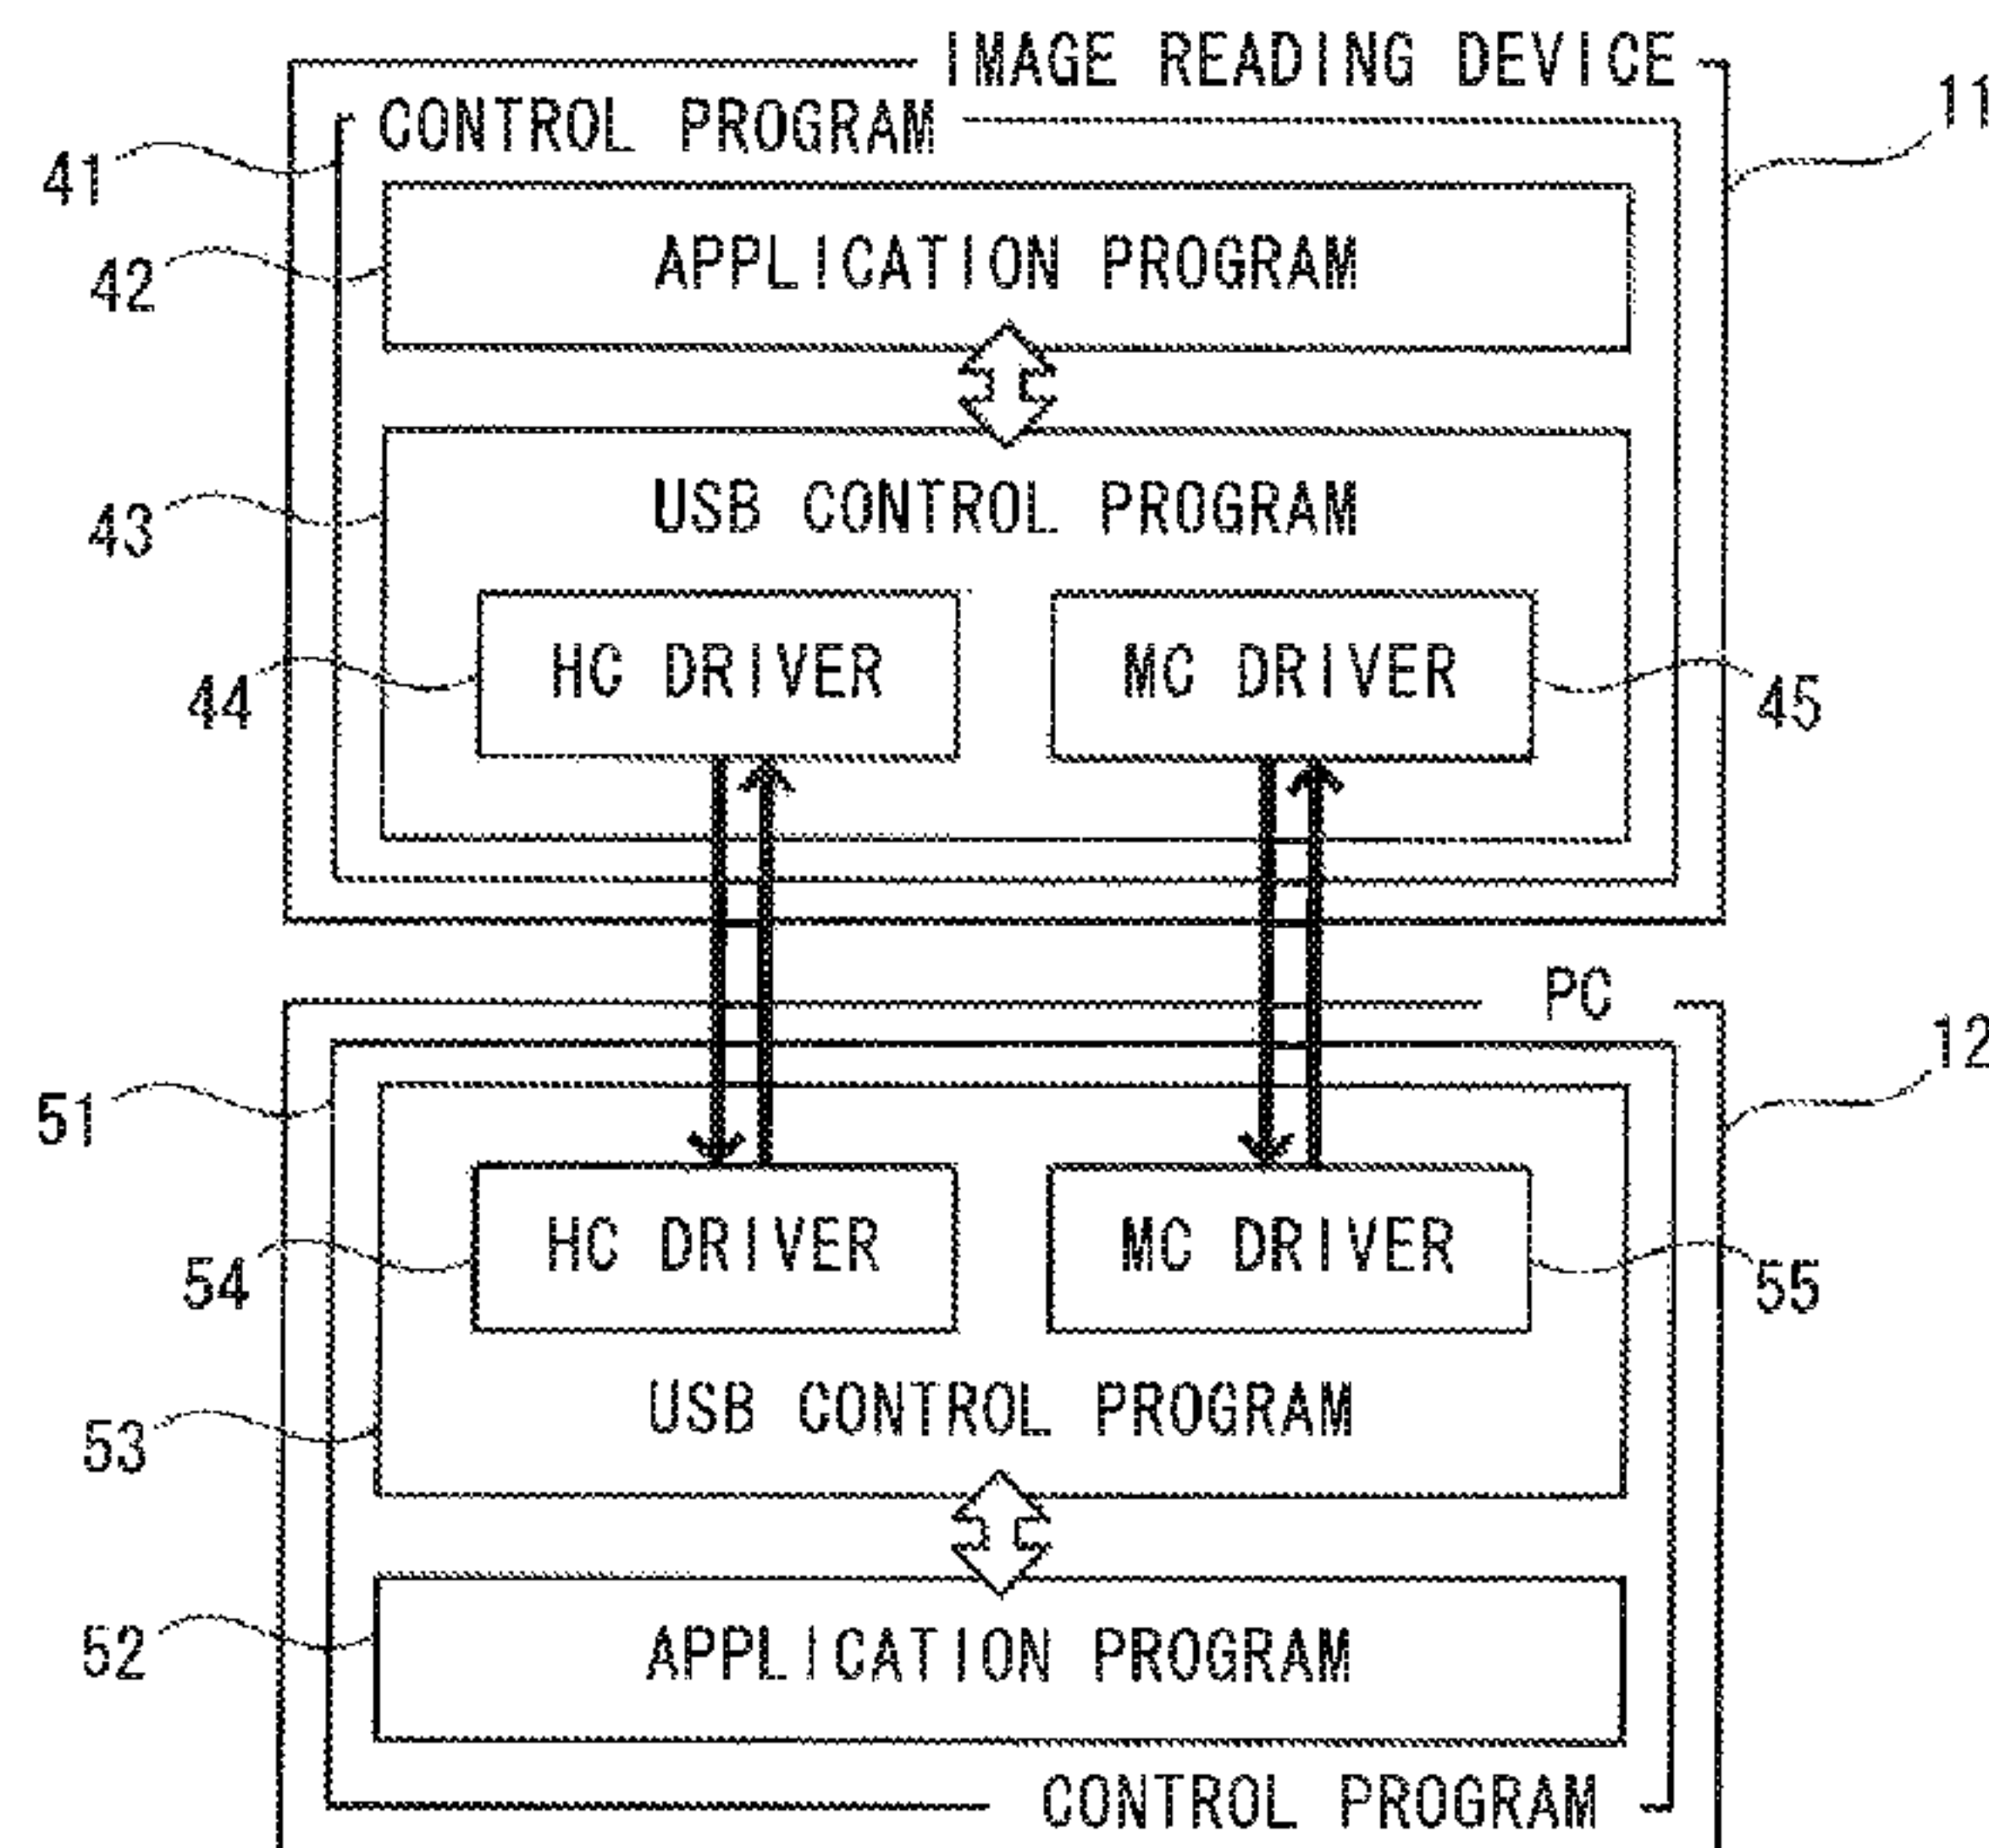 IMAGE READING DEVICE
11
CONTROL PROGRAM
41
APPLICATION PROGRAM
42
USB CONTROL PROGRAM
43
HC DRIVER
MC DRIVER
44
45
PC
12
51
HC DRIVER
MC DRIVER
54
55
USB CONTROL PROGRAM
53
APPLICATION PROGRAM
52
CONTROL PROGRAM